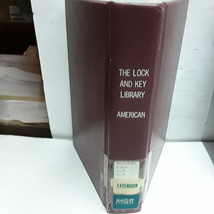 THE LOCK
AND KEY
LIBRARY
AMERICAN
EXTENSION